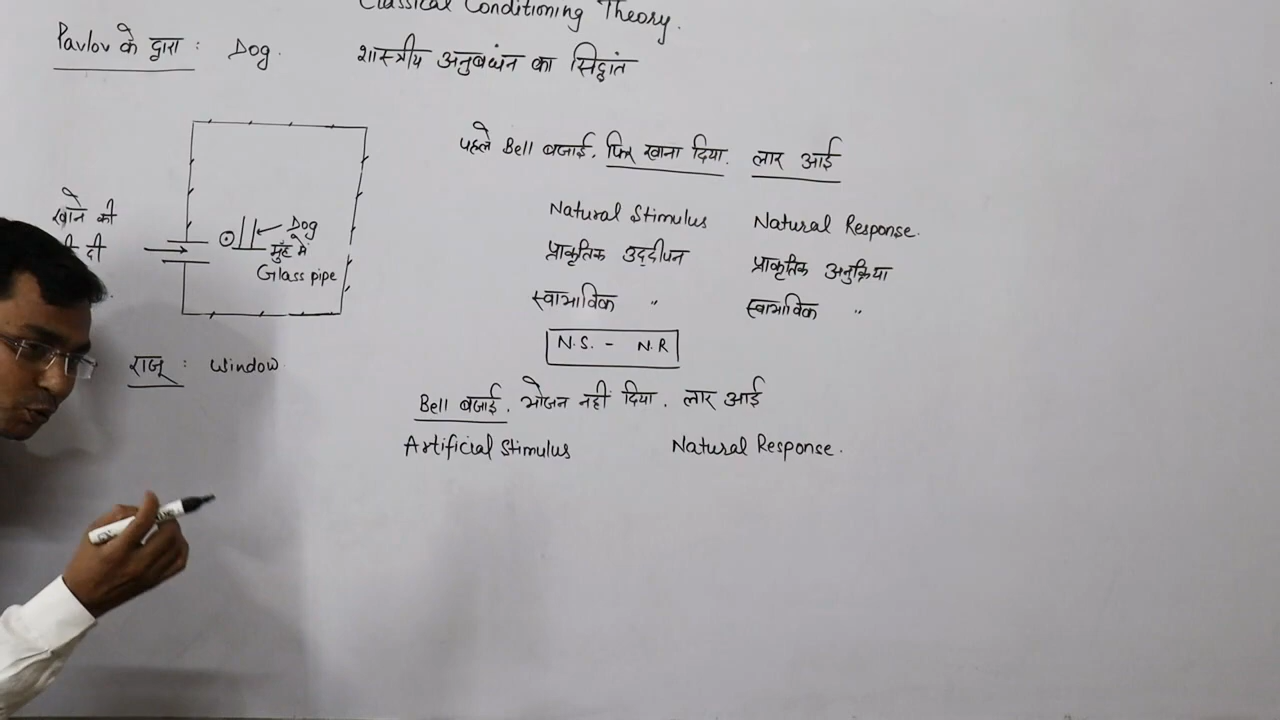 Classical Conditioning Theory.
Pavlov के द्वारा : Dog.
शास्त्रीय अनुबधंन का सिद्धांत
पहले Bell बजाई. फिर खाना दिया. लार आई
Natural Stimulus Natural Response.
प्राकृतिक उद्दीपन प्राकृतिक अनुक्रिया
स्वाभाविक " स्वाभाविक "
N.S. - N.R
खाने की
दी
Dog
मुंह में
Glass pipe
राजू : window
Bell बजाई. भोजन नहीं दिया. लार आई
Artificial Stimulus Natural Response.